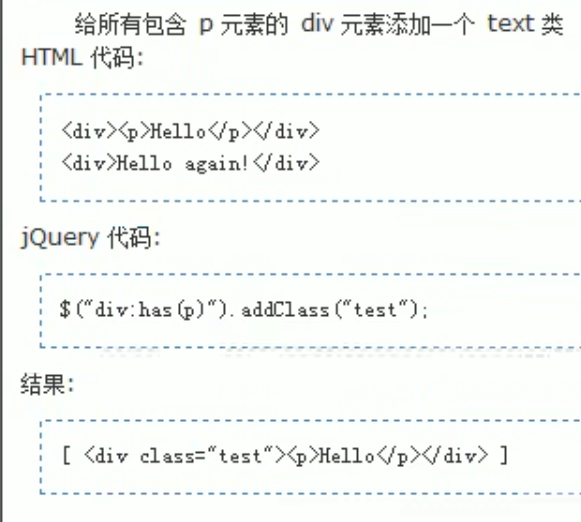 给所有包含 p 元素的 div 元素添加一个 text 类
HTML 代码:
<div><p>Hello</p></div>
<div>Hello again!</div>
jQuery 代码:
$("div:has(p)").addClass("test");
结果:
[ <div class="test"><p>Hello</p></div> ]